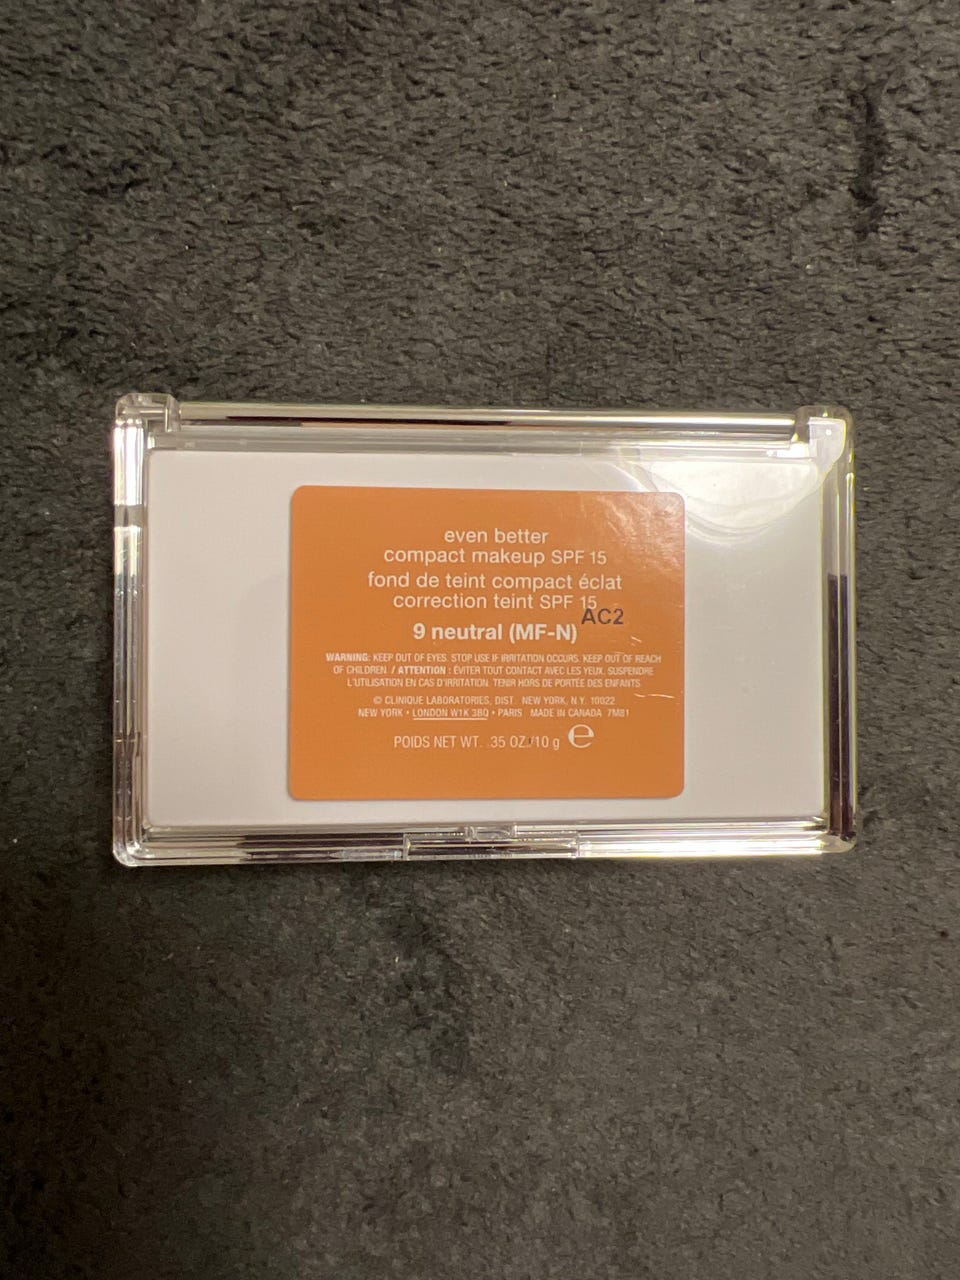 even better
compact makeup SPF 15
fond de teint compact éclat
correction teint SPF 15
AC2
9 neutral (MF-N)
WARNING: KEEP OUT OF EYES. STOP USE IF IRRITATION OCCURS. KEEP OUT OF REACH
OF CHILDREN. / ATTENTION : ÉVITER TOUT CONTACT AVEC LES YEUX. SUSPENDRE
L'UTILISATION EN CAS D'IRRITATION. TENIR HORS DE PORTÉE DES ENFANTS.
© CLINIQUE LABORATORIES, DIST. NEW YORK, N.Y. 10022
NEW YORK • LONDON W1K 3BQ • PARIS MADE IN CANADA 7M81
POIDS NET WT. .35 OZ./10 g ℮